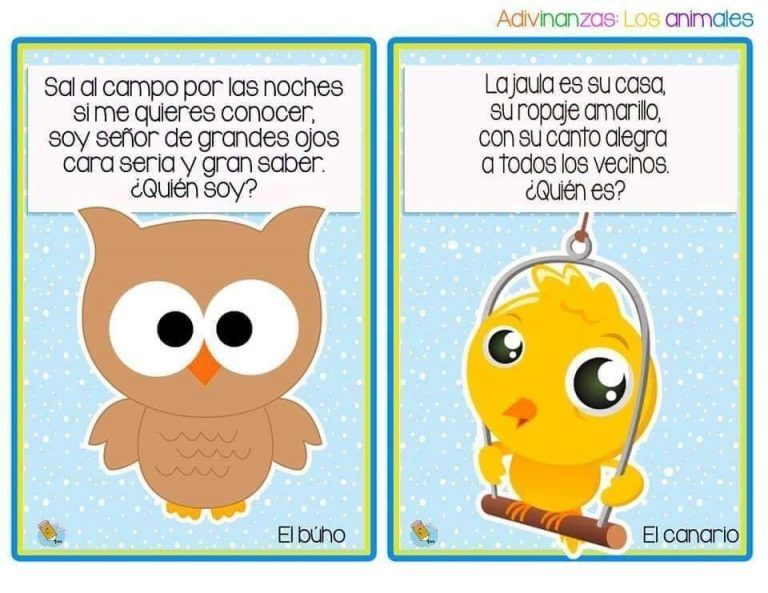 Adivinanzas: Los animales
Sal al campo por las noches
si me quieres conocer,
soy señor de grandes ojos
cara seria y gran saber.
¿Quién soy?
El búho
La jaula es su casa,
su ropaje amarillo,
con su canto alegra
a todos los vecinos.
¿Quién es?
El canario